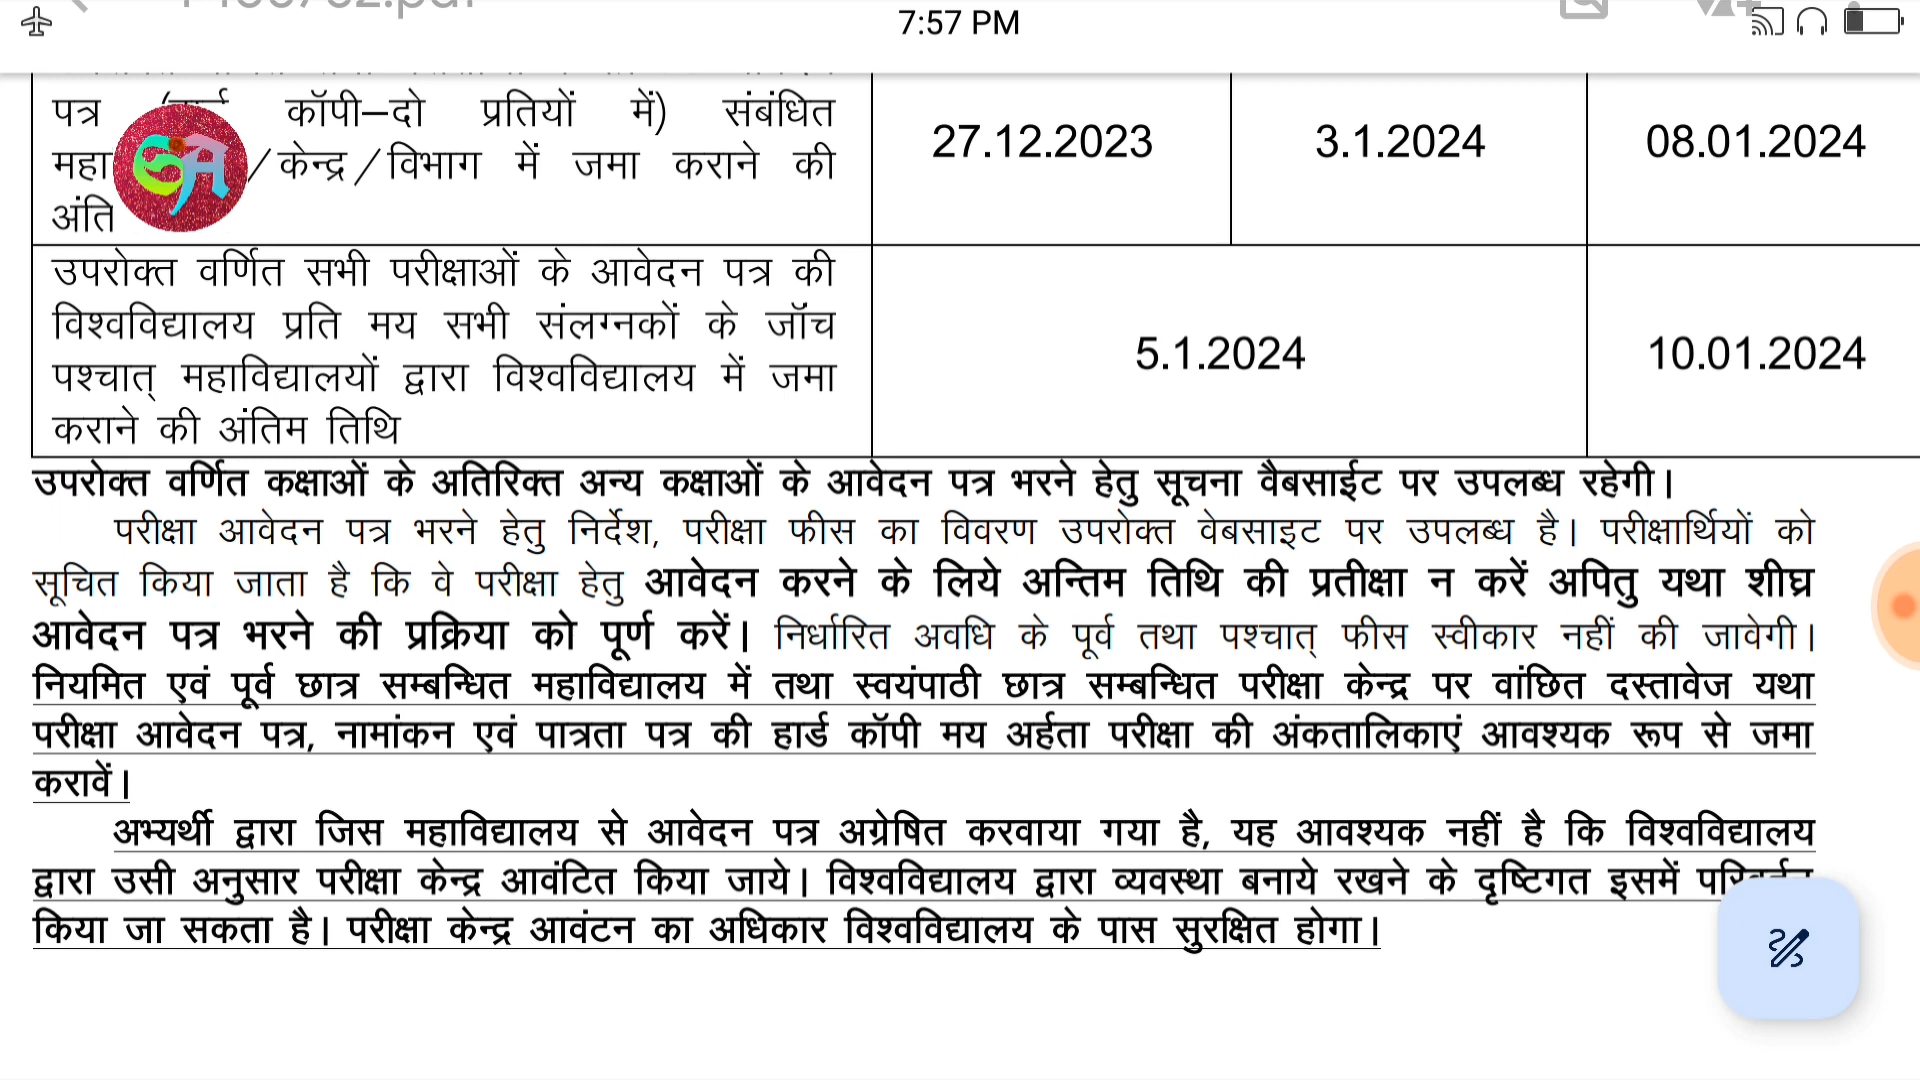 7:57 PM
पत्र कॉपी–दो प्रतियों में) संबंधित
/केन्द्र/विभाग में जमा कराने की
27.12.2023
3.1.2024
08.01.2024
उपरोक्त वर्णित सभी परीक्षाओं के आवेदन पत्र की
विश्वविद्यालय प्रति मय सभी संलग्नकों के जॉंच
पश्चात् महाविद्यालयों द्वारा विश्वविद्यालय में जमा
कराने की अंतिम तिथि
5.1.2024
10.01.2024
उपरोक्त वर्णित कक्षाओं के अतिरिक्त अन्य कक्षाओं के आवेदन पत्र भरने हेतु सूचना वैबसाईट पर उपलब्ध रहेगी।
परीक्षा आवेदन पत्र भरने हेतु निर्देश, परीक्षा फीस का विवरण उपरोक्त वेबसाइट पर उपलब्ध है। परीक्षार्थियों को
सूचित किया जाता है कि वे परीक्षा हेतु आवेदन करने के लिये अन्तिम तिथि की प्रतीक्षा न करें अपितु यथा शीघ्र
आवेदन पत्र भरने की प्रक्रिया को पूर्ण करें। निर्धारित अवधि के पूर्व तथा पश्चात् फीस स्वीकार नहीं की जावेगी।
नियमित एवं पूर्व छात्र सम्बन्धित महाविद्यालय में तथा स्वयंपाठी छात्र सम्बन्धित परीक्षा केन्द्र पर वांछित दस्तावेज यथा
परीक्षा आवेदन पत्र, नामांकन एवं पात्रता पत्र की हार्ड कॉपी मय अर्हता परीक्षा की अंकतालिकाएं आवश्यक रूप से जमा
करावें।
अभ्यर्थी द्वारा जिस महाविद्यालय से आवेदन पत्र अग्रेषित करवाया गया है, यह आवश्यक नहीं है कि विश्वविद्यालय
द्वारा उसी अनुसार परीक्षा केन्द्र आवंटित किया जाये। विश्वविद्यालय द्वारा व्यवस्था बनाये रखने के दृष्टिगत इसमें परिवर्तन
किया जा सकता है। परीक्षा केन्द्र आवंटन का अधिकार विश्वविद्यालय के पास सुरक्षित होगा।